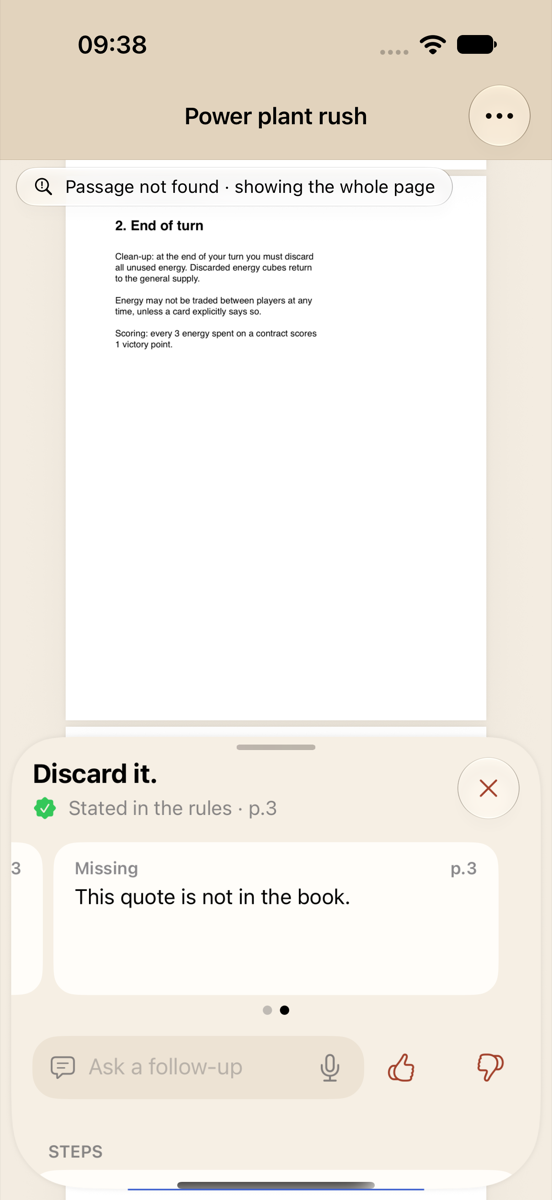 09:38
Power plant rush
Passage not found · showing the whole page
2. End of turn
Clean-up: at the end of your turn you must discard
all unused energy. Discarded energy cubes return
to the general supply.
Energy may not be traded between players at any
time, unless a card explicitly says so.
Scoring: every 3 energy spent on a contract scores
1 victory point.
Discard it.
Stated in the rules · p.3
3
Missing p.3
This quote is not in the book.
Ask a follow-up
STEPS